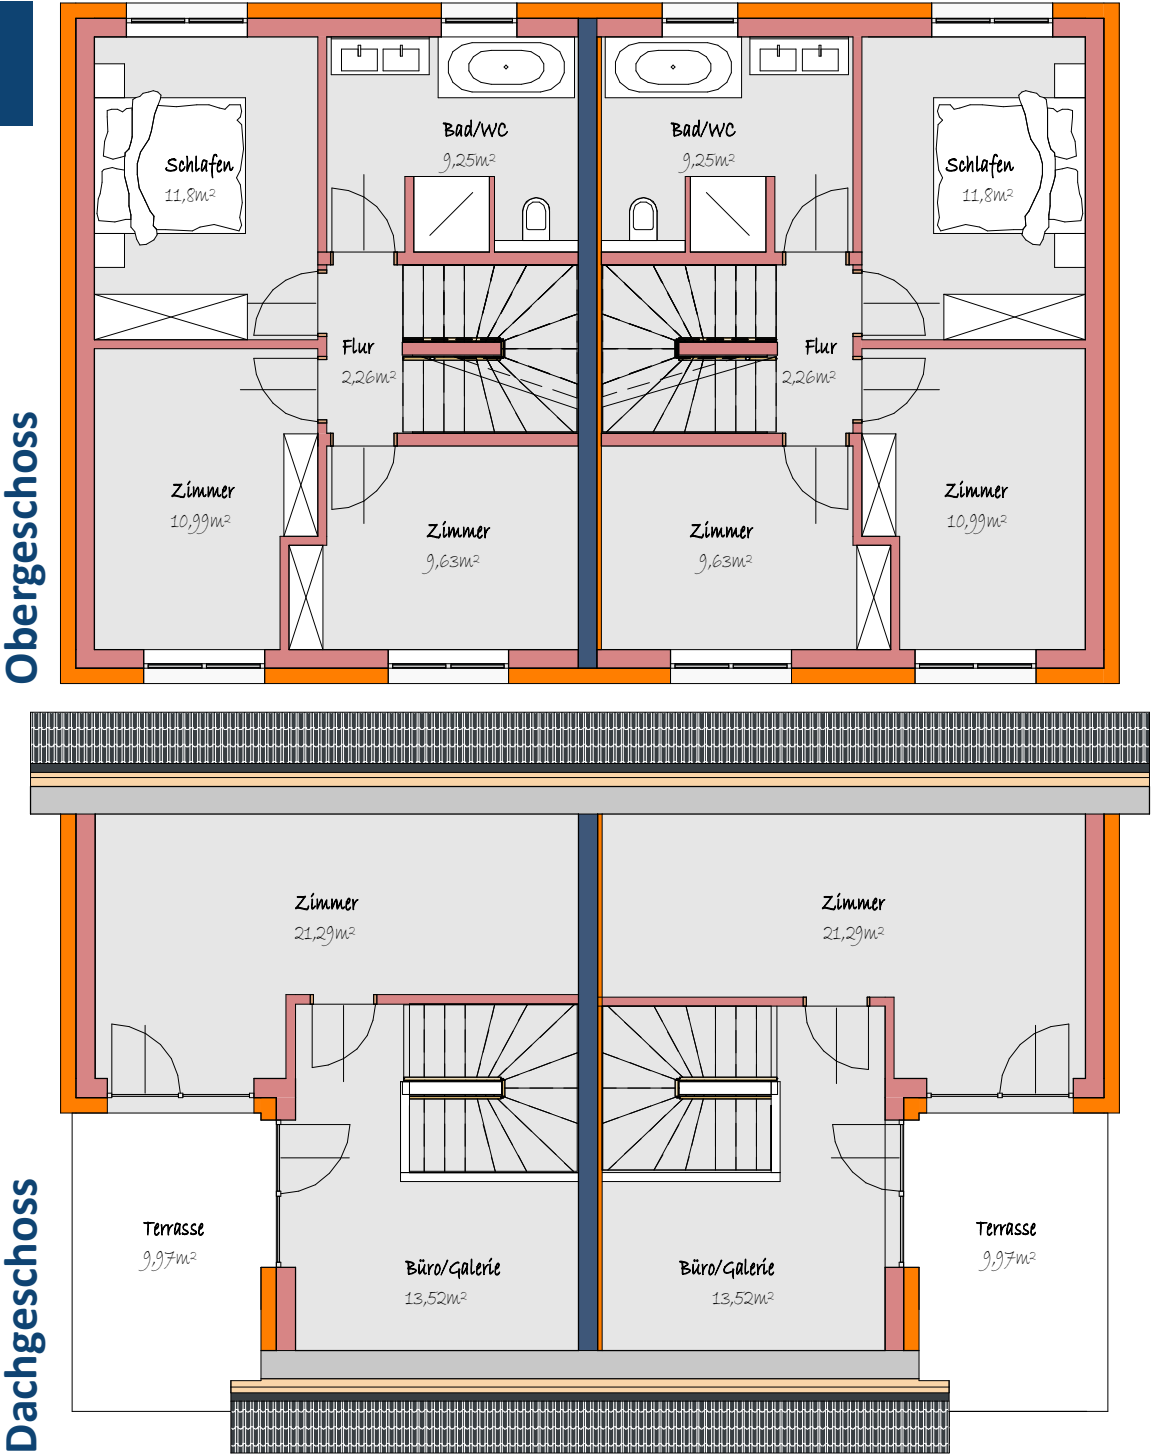 Obergeschoss
Bad/WC
9,25m²
Bad/WC
9,25m²
Schlafen
11,8m²
Schlafen
11,8m²
Flur
2,26m²
Flur
2,26m²
Zimmer
10,99m²
Zimmer
9,63m²
Zimmer
9,63m²
Zimmer
10,99m²
Dachgeschoss
Zimmer
21,29m²
Zimmer
21,29m²
Terrasse
9,97m²
Büro/Galerie
13,52m²
Büro/Galerie
13,52m²
Terrasse
9,97m²